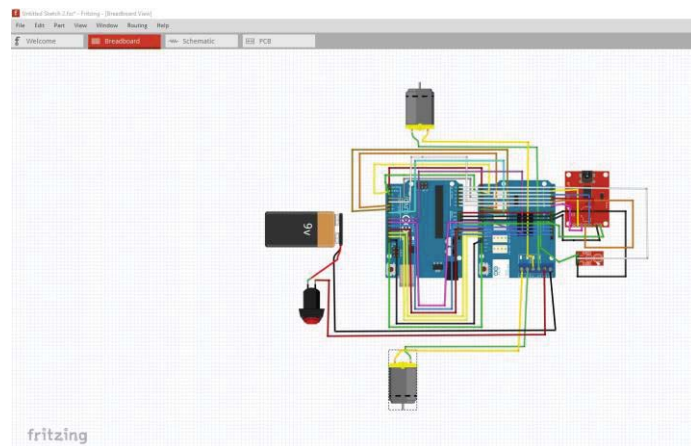 Untitled Sketch 2.fzz* - Fritzing - [Breadboard View]
File Edit Part View Window Routing Help
f Welcome Breadboard Schematic PCB
9V
fritzing